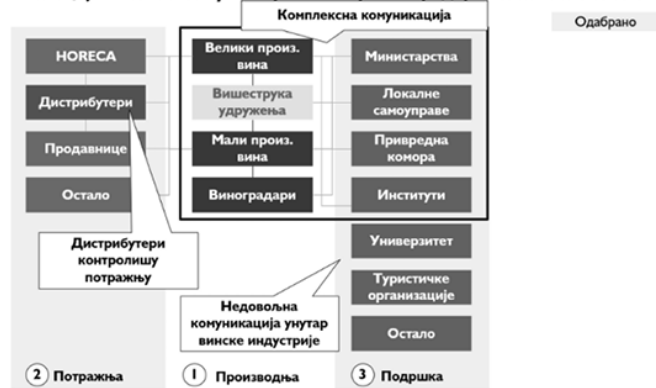 Комплексна комуникација
Одабрано
HORECA
Дистрибутери
Продавнице
Остало
Дистрибутери
контролишу
потражњу
2 Потражња
Велики произ.
вина
Вишеструка
удружења
Мали произ.
вина
Виноградари
Недовољна
комуникација унутар
винске индустрије
1 Производња
Министарства
Локалне
самоуправе
Привредна
комора
Институти
Универзитет
Туристичке
организације
Остало
3 Подршка